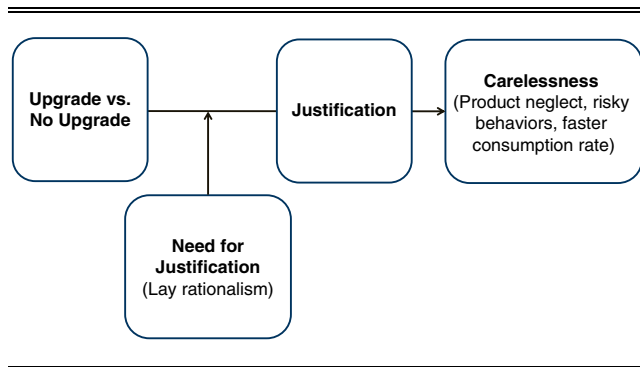 Upgrade vs.
No Upgrade
Justification
Carelessness
(Product neglect, risky
behaviors, faster
consumption rate)
Need for
Justification
(Lay rationalism)